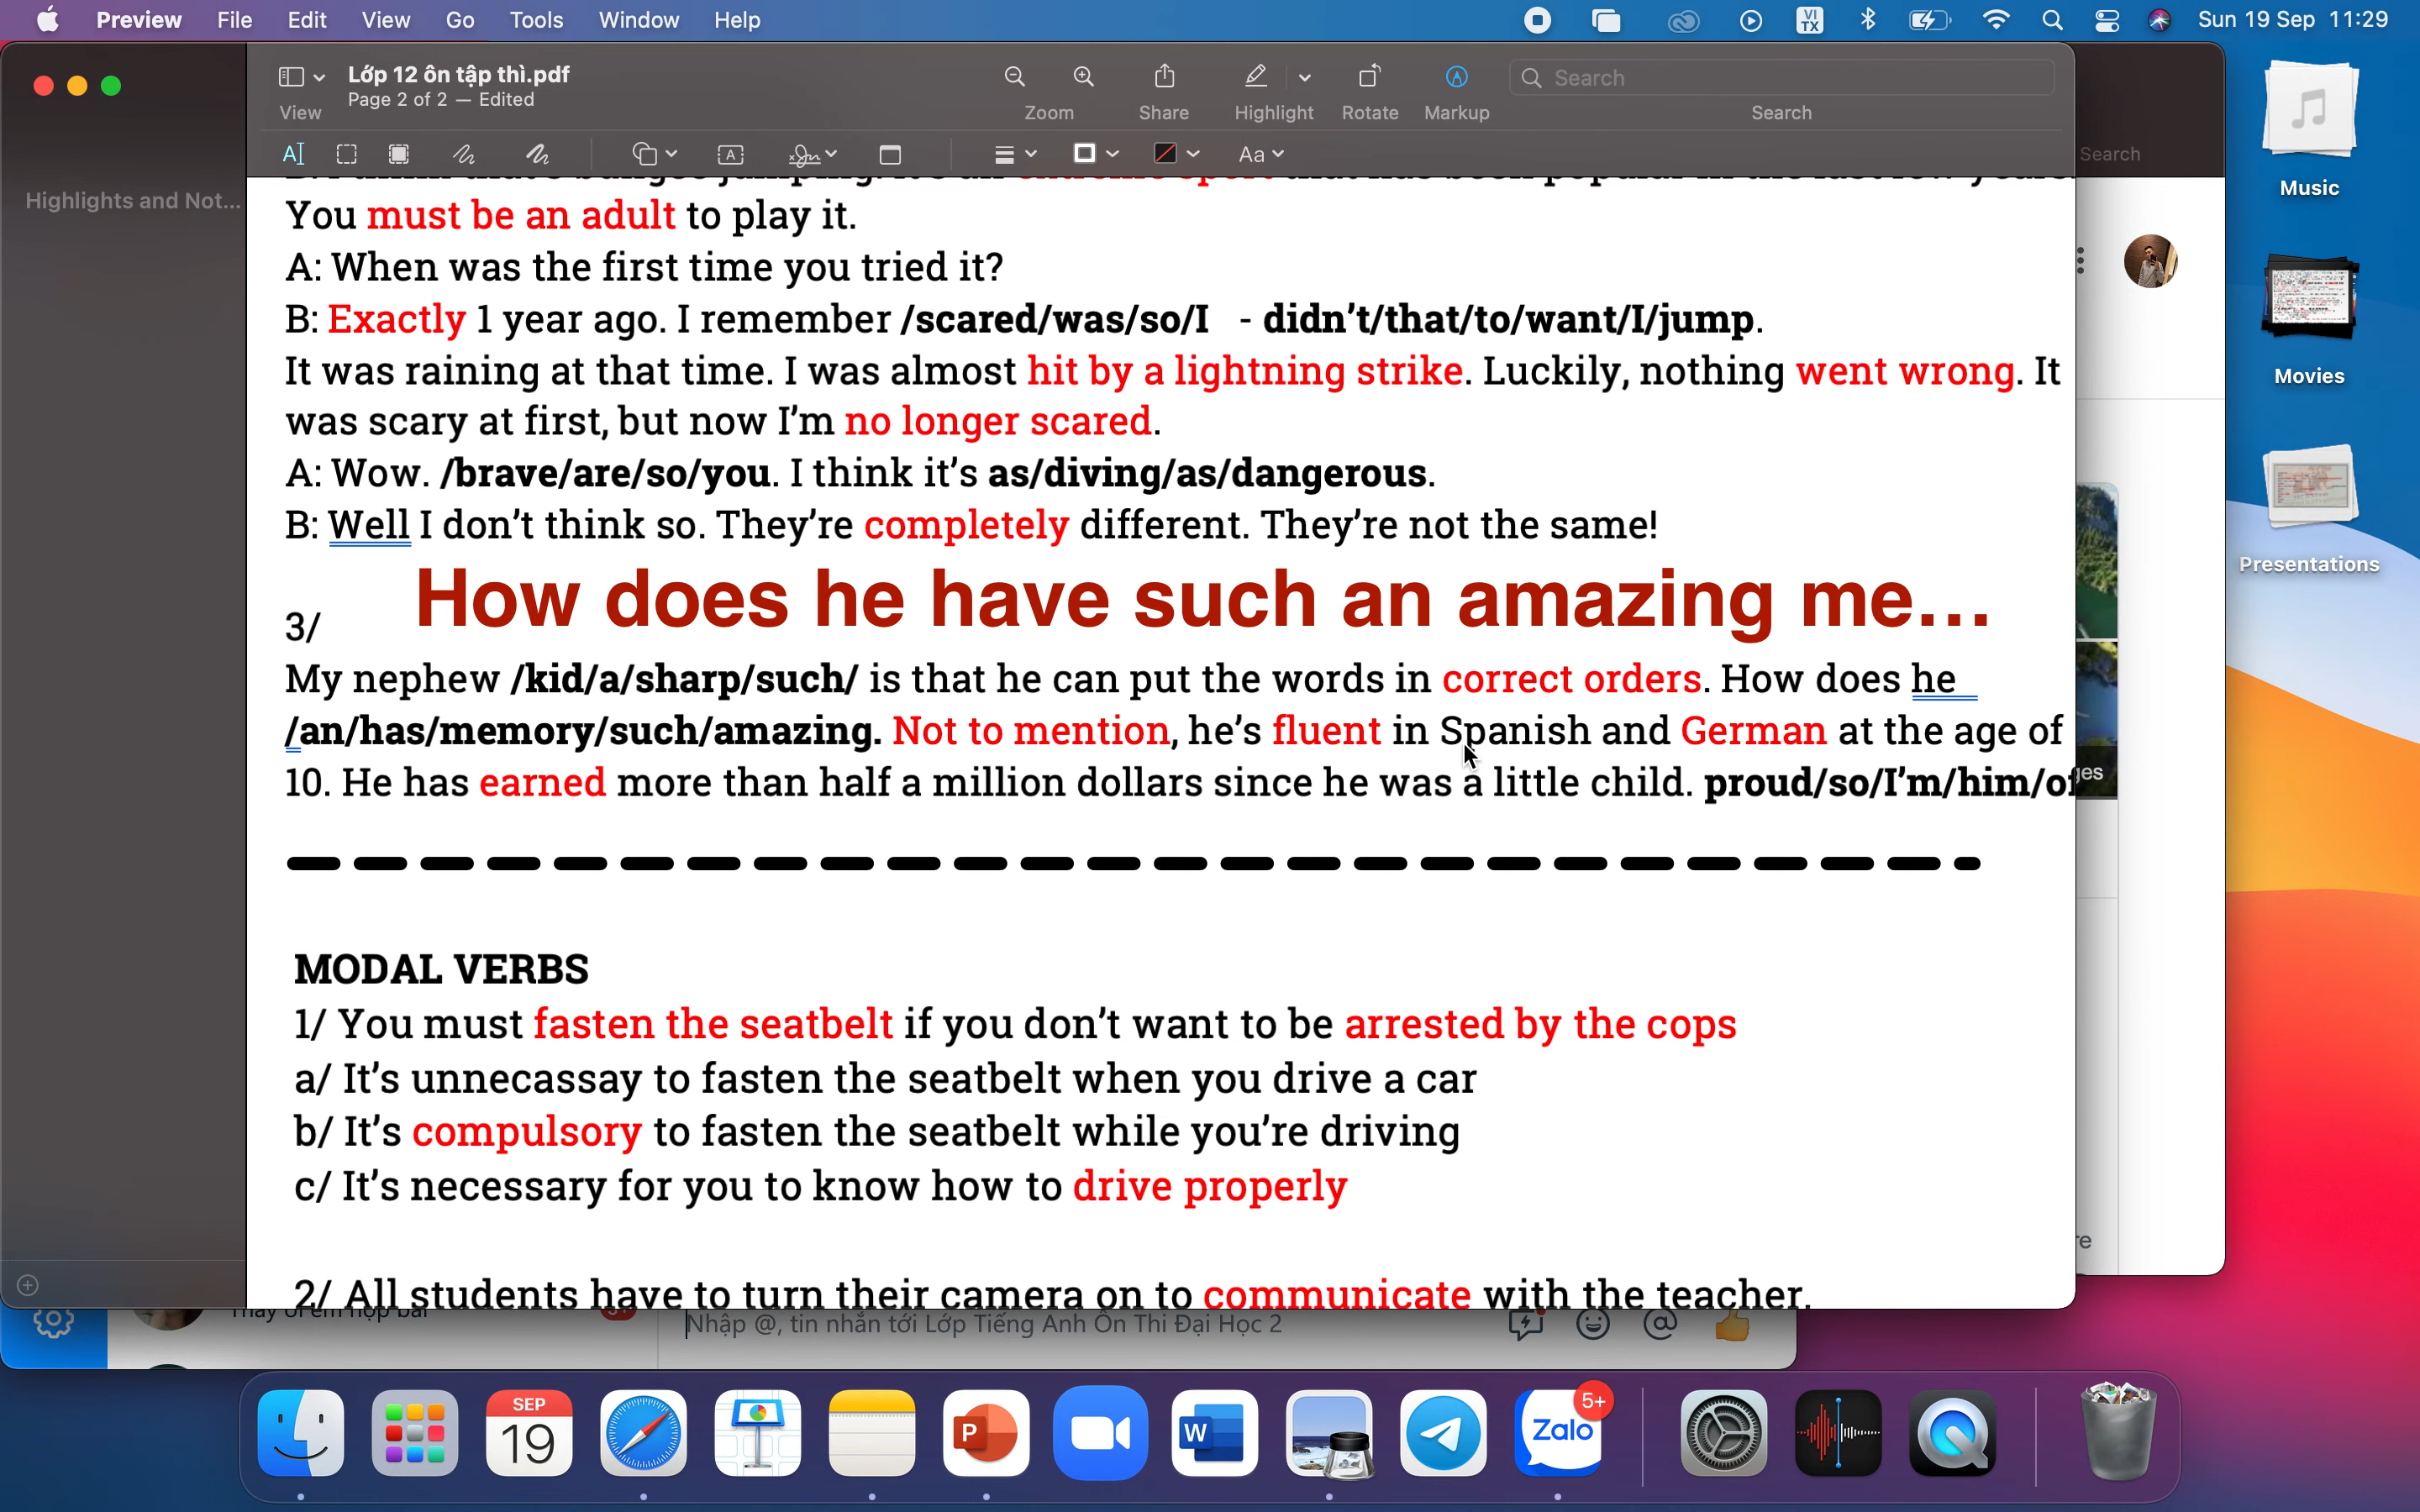 Preview File Edit View Go Tools Window Help VI TX Sun 19 Sep 11:29
Lớp 12 ôn tập thì.pdf
Page 2 of 2 — Edited
Search
View Zoom Share Highlight Rotate Markup Search
A Aa
Search
Highlights and Not...
You must be an adult to play it.
A: When was the first time you tried it?
B: Exactly 1 year ago. I remember /scared/was/so/I - didn't/that/to/want/I/jump.
It was raining at that time. I was almost hit by a lightning strike. Luckily, nothing went wrong. It
was scary at first, but now I'm no longer scared.
A: Wow. /brave/are/so/you. I think it's as/diving/as/dangerous.
B: Well I don't think so. They're completely different. They're not the same!
How does he have such an amazing me...
3/
My nephew /kid/a/sharp/such/ is that he can put the words in correct orders. How does he
/an/has/memory/such/amazing. Not to mention, he's fluent in Spanish and German at the age of
10. He has earned more than half a million dollars since he was a little child. proud/so/I'm/him/of
MODAL VERBS
1/ You must fasten the seatbelt if you don't want to be arrested by the cops
a/ It's unnecassay to fasten the seatbelt when you drive a car
b/ It's compulsory to fasten the seatbelt while you're driving
c/ It's necessary for you to know how to drive properly
2/ All students have to turn their camera on to communicate with the teacher.
Nhập @, tin nhắn tới Lớp Tiếng Anh Ôn Thi Đại Học 2
Music
Movies
Presentations
SEP
19
P
W
Zalo
5+